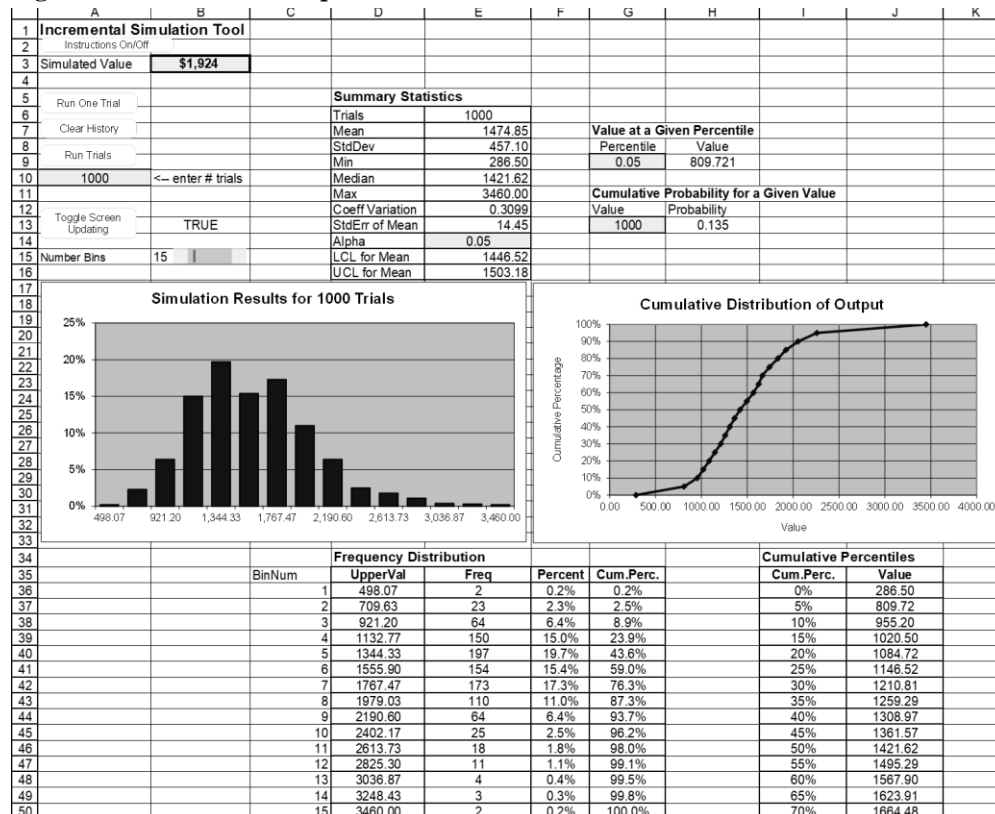 A B C D E F G H I J K
1 Incremental Simulation Tool
2 Instructions On/Off
3 Simulated Value $1,924
4
5 Summary Statistics
Run One Trial
6 Trials 1000
7 Clear History Mean 1474.85 Value at a Given Percentile
8 StdDev 457.10 Percentile Value
Run Trials
9 Min 286.50 0.05 809.721
10 1000 <-- enter # trials Median 1421.62
11 Max 3460.00 Cumulative Probability for a Given Value
12 Coeff Variation 0.3099 Value Probability
Toggle Screen Updating
13 TRUE StdErr of Mean 14.45 1000 0.135
14 Alpha 0.05
15 Number Bins 15 LCL for Mean 1446.52
16 UCL for Mean 1503.18
17
18
19
20
21
22
23
24
25
26
27
28
29
30
31
32
33
Simulation Results for 1000 Trials
25%
20%
15%
10%
5%
0%
498.07 921.20 1,344.33 1,767.47 2,190.60 2,613.73 3,036.87 3,460.00
Cumulative Distribution of Output
Cumulative Percentage
100%
90%
80%
70%
60%
50%
40%
30%
20%
10%
0%
0.00 500.00 1000.00 1500.00 2000.00 2500.00 3000.00 3500.00 4000.00
Value
34 Frequency Distribution Cumulative Percentiles
35 BinNum UpperVal Freq Percent Cum.Perc. Cum.Perc. Value
36 1 498.07 2 0.2% 0.2% 0% 286.50
37 2 709.63 23 2.3% 2.5% 5% 809.72
38 3 921.20 64 6.4% 8.9% 10% 955.20
39 4 1132.77 150 15.0% 23.9% 15% 1020.50
40 5 1344.33 197 19.7% 43.6% 20% 1084.72
41 6 1555.90 154 15.4% 59.0% 25% 1146.52
42 7 1767.47 173 17.3% 76.3% 30% 1210.81
43 8 1979.03 110 11.0% 87.3% 35% 1259.29
44 9 2190.60 64 6.4% 93.7% 40% 1308.97
45 10 2402.17 25 2.5% 96.2% 45% 1361.57
46 11 2613.73 18 1.8% 98.0% 50% 1421.62
47 12 2825.30 11 1.1% 99.1% 55% 1495.29
48 13 3036.87 4 0.4% 99.5% 60% 1567.90
49 14 3248.43 3 0.3% 99.8% 65% 1623.91
50 15 3460.00 2 0.2% 100.0% 70% 1664.48